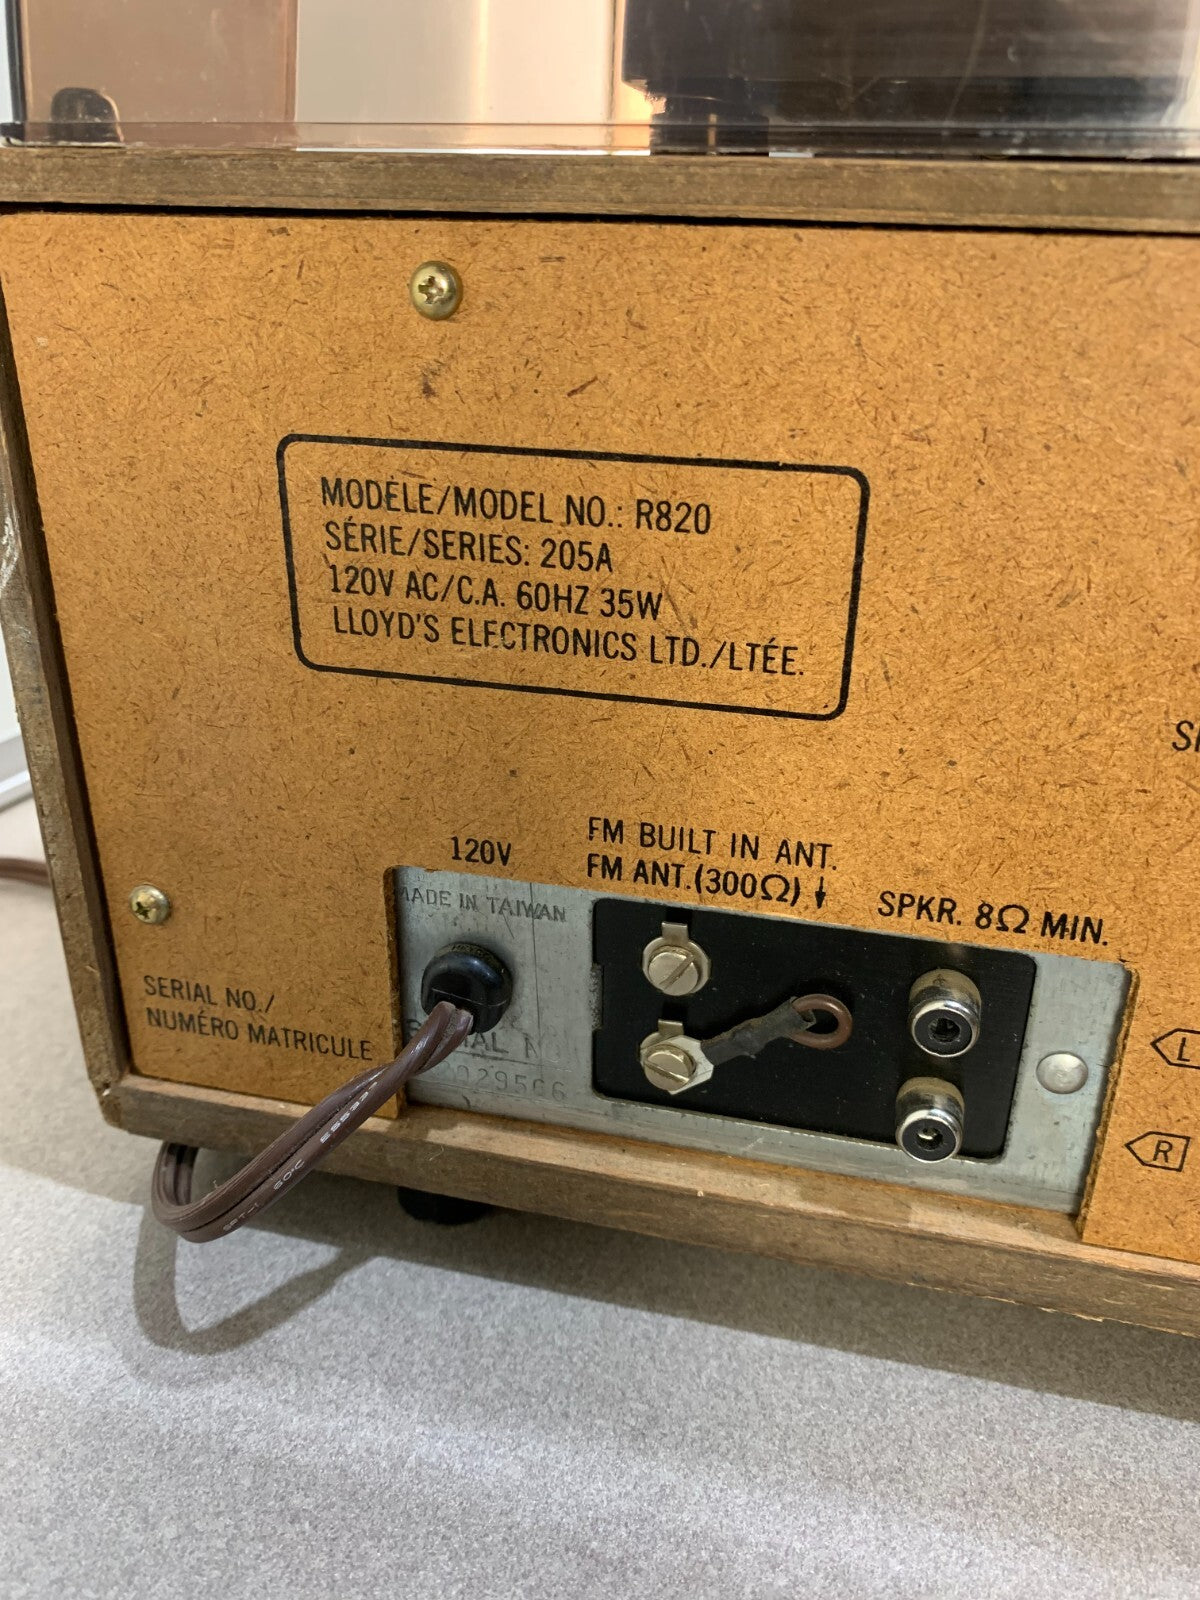 MODÈLE/MODEL NO.: R820
SÉRIE/SERIES: 205A
120V AC/C.A. 60HZ 35W
LLOYD'S ELECTRONICS LTD./LTÉE.
120V
FM BUILT IN ANT.
FM ANT.(300Ω) ↓
SPKR. 8Ω MIN.
MADE IN TAIWAN
SERIAL NO./
NUMÉRO MATRICULE
L
R